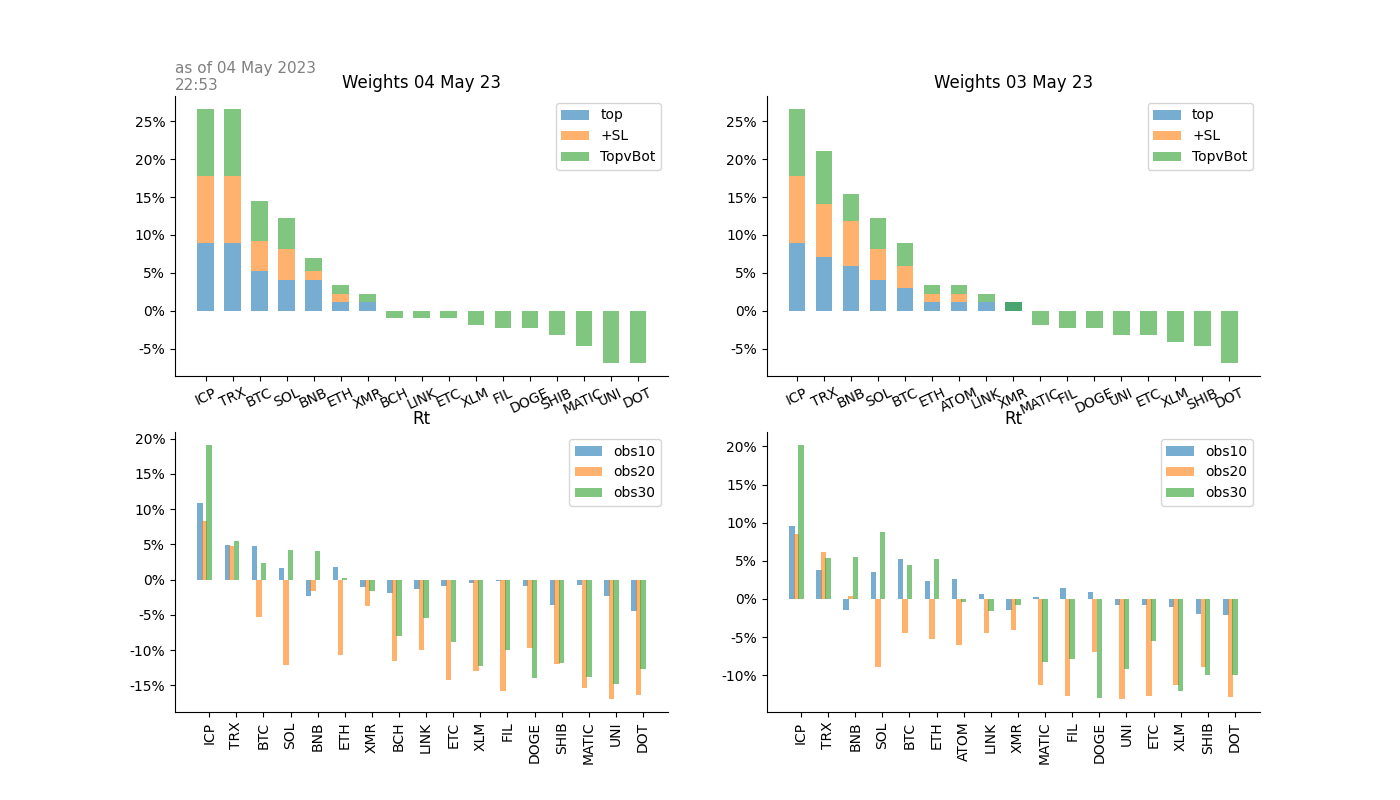 as of 04 May 2023
22:53
Weights 04 May 23
25%
20%
15%
10%
5%
0%
-5%
top
+SL
TopvBot
ICP TRX BTC SOL BNB ETH XMR BCH LINK ETC XLM FIL DOGE SHIB MATIC UNI DOT
Weights 03 May 23
25%
20%
15%
10%
5%
0%
-5%
top
+SL
TopvBot
ICP TRX BNB SOL BTC ETH ATOM LINK XMR MATIC FIL DOGE UNI ETC XLM SHIB DOT
Rt
20%
15%
10%
5%
0%
-5%
-10%
-15%
obs10
obs20
obs30
ICP TRX BTC SOL BNB ETH XMR BCH LINK ETC XLM FIL DOGE SHIB MATIC UNI DOT
Rt
20%
15%
10%
5%
0%
-5%
-10%
obs10
obs20
obs30
ICP TRX BNB SOL BTC ETH ATOM LINK XMR MATIC FIL DOGE UNI ETC XLM SHIB DOT